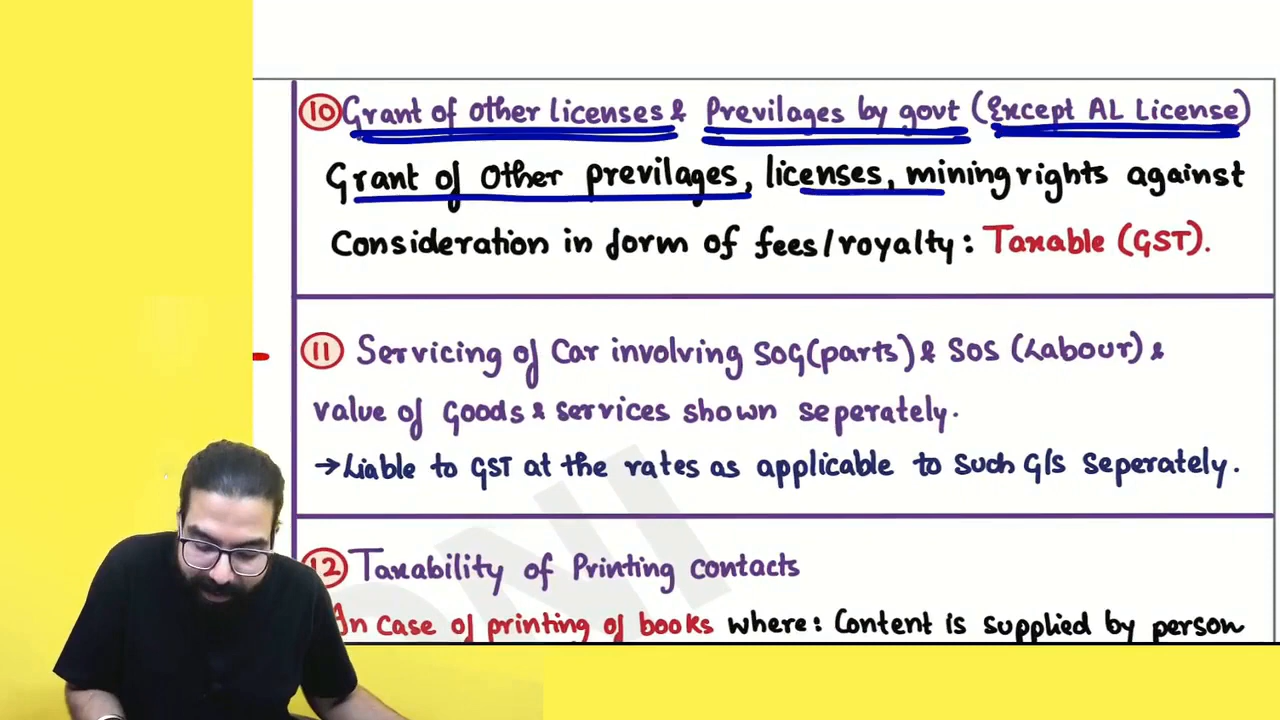 10 Grant of other licenses & Previlages by govt (Except AL License)
Grant of other previlages, licenses, mining rights against
Consideration in form of fees/royalty: Taxable (GST).
11 Servicing of Car involving SOG(parts) & SOS (Labour) &
value of Goods & services shown seperately.
→ Liable to GST at the rates as applicable to such G/S seperately.
12 Taxability of Printing contacts
In case of printing of books where: Content is supplied by person